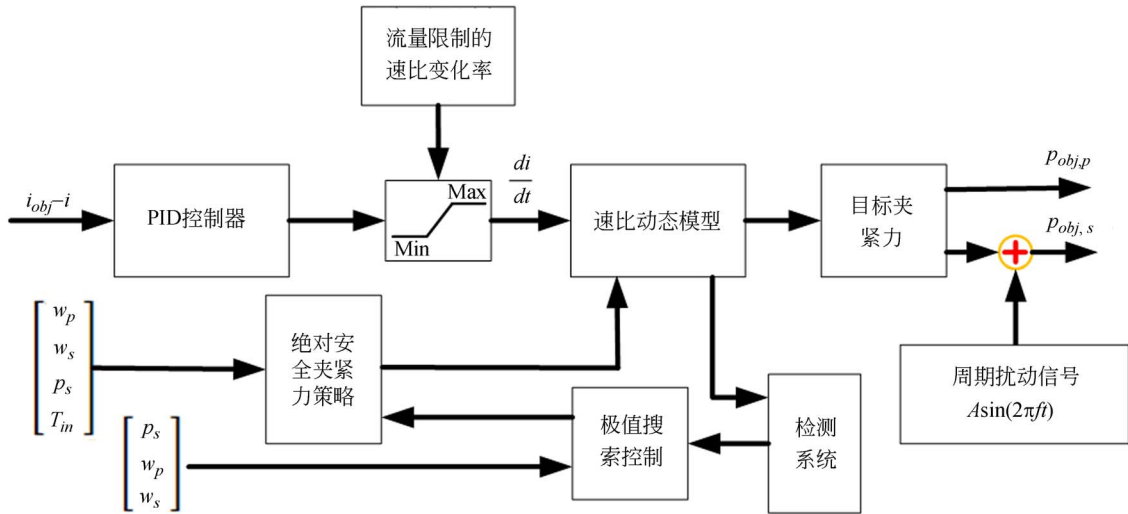 流量限制的
速比变化率
i_obj−i
PID控制器
Max
Min
di
dt
速比动态模型
目标夹
紧力
p_obj,p
p_obj, s
w_p
w_s
p_s
T_in
绝对安
全夹紧
力策略
p_s
w_p
w_s
极值搜
索控制
检测
系统
周期扰动信号
Asin(2πft)